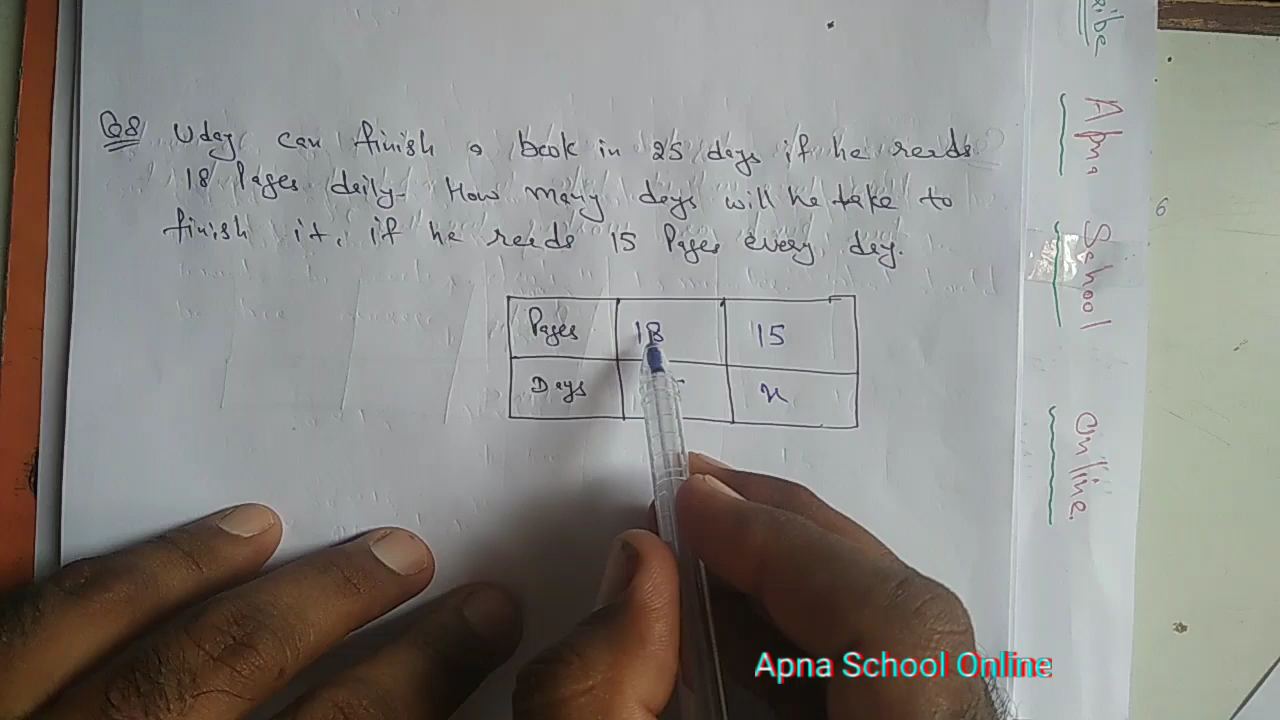 Q8 Uday can finish a book in 25 days if he reads
18 Pages daily. How many days will he take to
finish it, if he reads 15 Pages every day.
Pages 18 15
Days x
Apna School Online
6
Apna School Online